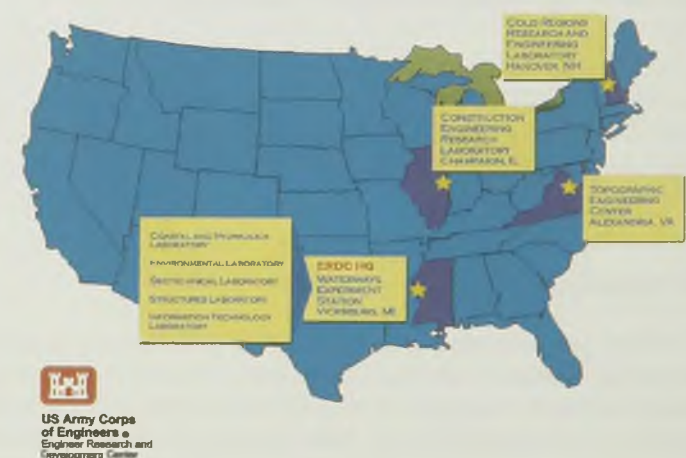 COLD REGIONS
RESEARCH AND
ENGINEERING
LABORATORY
HANOVER, NH
CONSTRUCTION
ENGINEERING
RESEARCH
LABORATORY
CHAMPAIGN, IL
TOPOGRAPHIC
ENGINEERING
CENTER
ALEXANDRIA, VA
COASTAL AND HYDRAULICS
LABORATORY
ENVIRONMENTAL LABORATORY
GEOTECHNICAL LABORATORY
STRUCTURES LABORATORY
INFORMATION TECHNOLOGY
LABORATORY
ERDC HQ
WATERWAYS
EXPERIMENT
STATION
VICKSBURG, MS
US Army Corps
of Engineers
Engineer Research and
Development Center